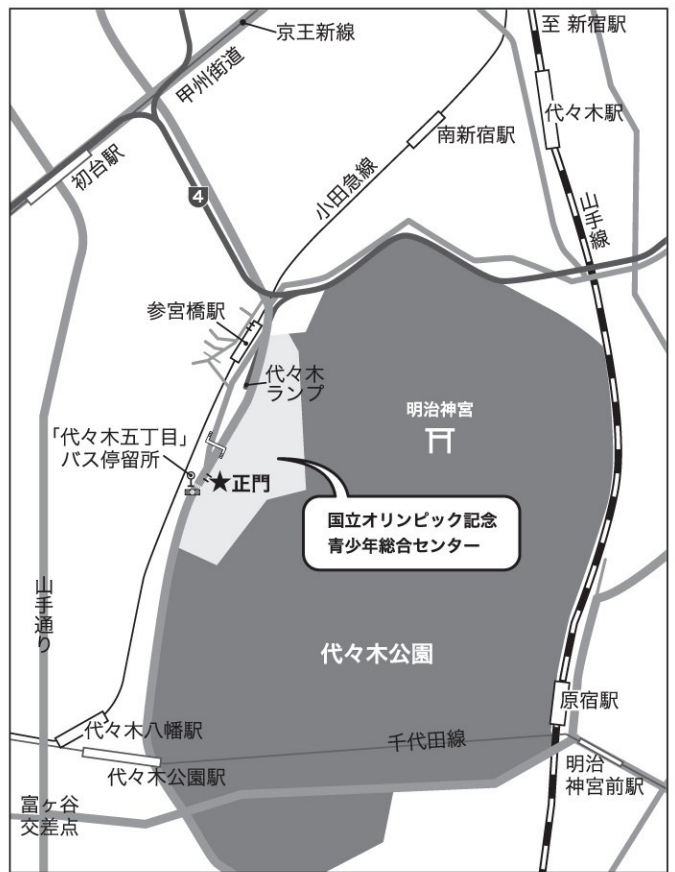 京王新線
至 新宿駅
甲州街道
代々木駅
南新宿駅
初台駅
4
小田急線
山手線
参宮橋駅
代々木
ランプ
明治神宮
「代々木五丁目」
バス停留所
★正門
国立オリンピック記念
青少年総合センター
山手通り
代々木公園
原宿駅
代々木八幡駅
千代田線
代々木公園駅
明治
神宮前駅
富ヶ谷
交差点